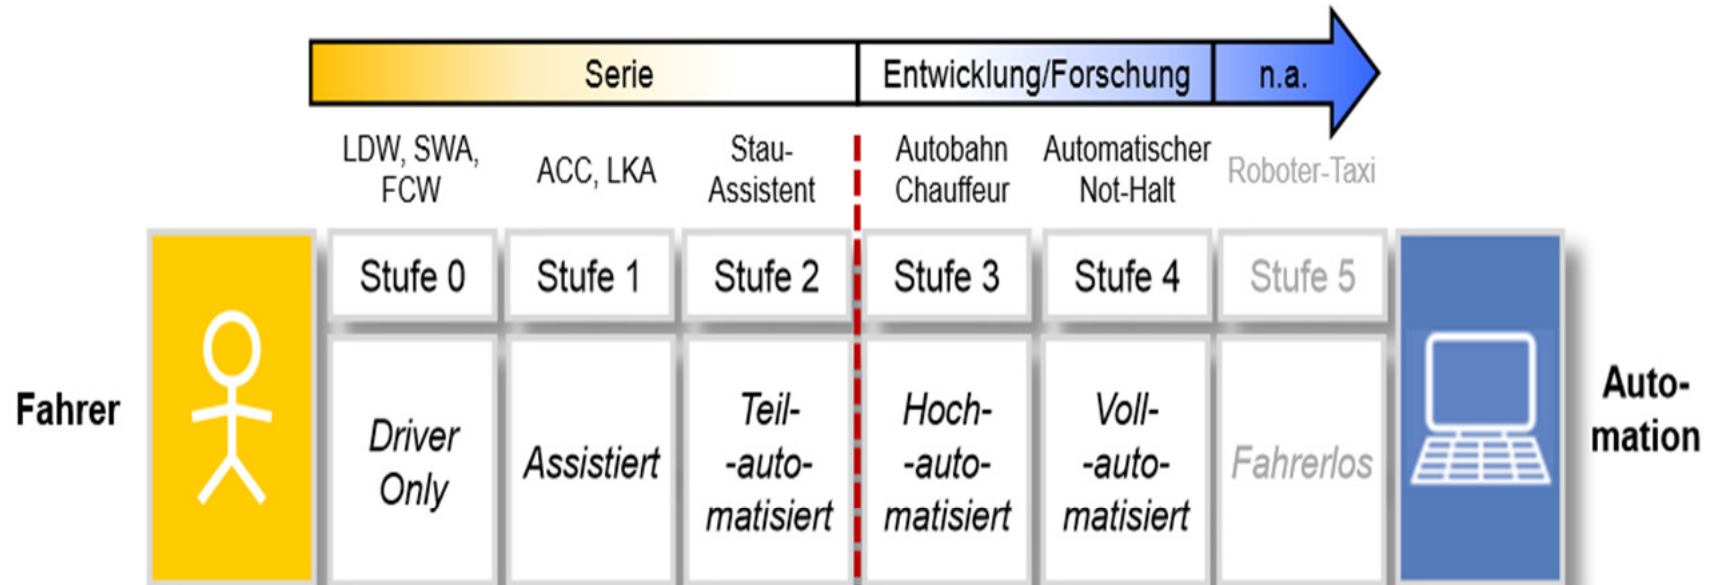 Serie
Entwicklung/Forschung
n.a.
LDW, SWA,
FCW
ACC, LKA
Stau-
Assistent
Autobahn
Chauffeur
Automatischer
Not-Halt
Roboter-Taxi
Stufe 0
Stufe 1
Stufe 2
Stufe 3
Stufe 4
Stufe 5
Fahrer
Driver
Only
Assistiert
Teil-
-auto-
matisiert
Hoch-
-auto-
matisiert
Voll-
-auto-
matisiert
Fahrerlos
Auto-
mation